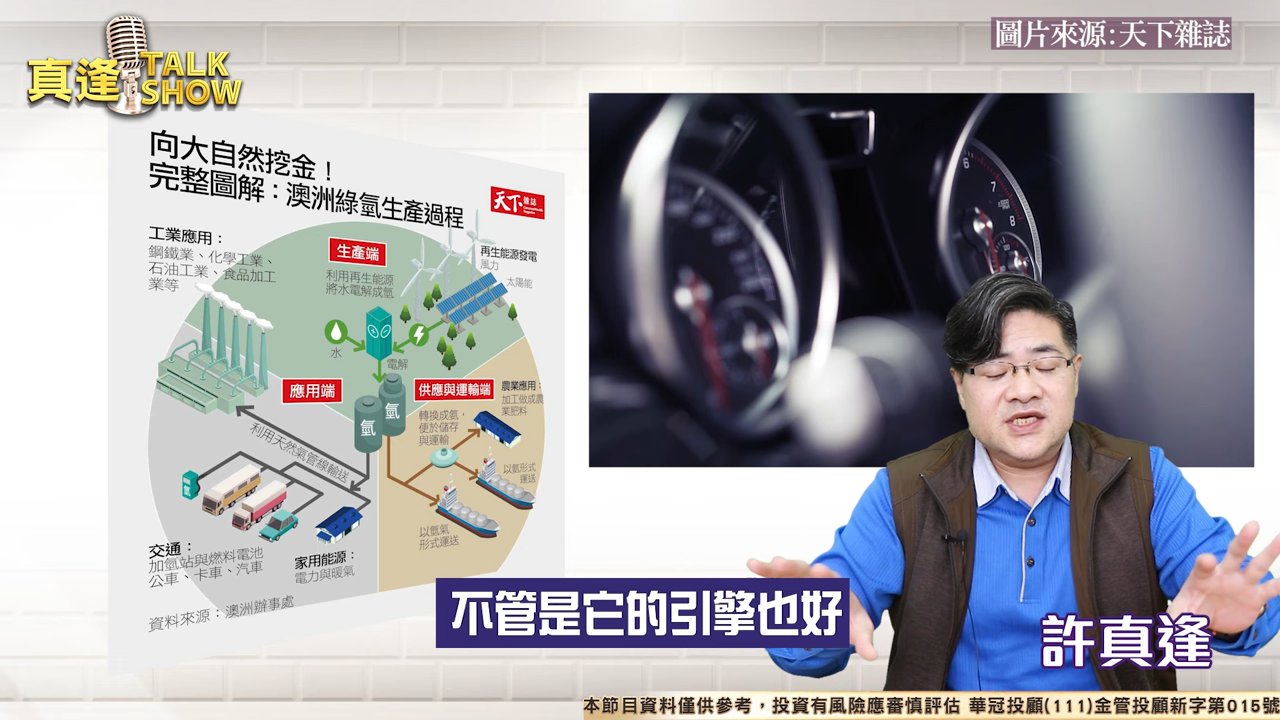 圖片來源:天下雜誌
真逢
TALK
SHOW
向大自然挖金！
完整圖解：澳洲綠氫生產過程
天下
雜誌
工業應用：
鋼鐵業、化學工業、
石油工業、食品加工
業等
生產端
利用再生能源
將水電解成氫
再生能源發電
風力
太陽能
水
電解
應用端
供應與運輸端
農業應用：
加工做成農
業肥料
氫
氫
轉換成氨，
便於儲存
與運輸
利用天然氣管線輸送
以氨形式
運送
以氫氣
形式運送
氫
交通：
加氫站與燃料電池
公車、卡車、汽車
家用能源：
電力與暖氣
資料來源：澳洲辦事處
6
7
8
不管是它的引擎也好
許真逢
本節目資料僅供參考，投資有風險應審慎評估 華冠投顧(111)金管投顧新字第015號